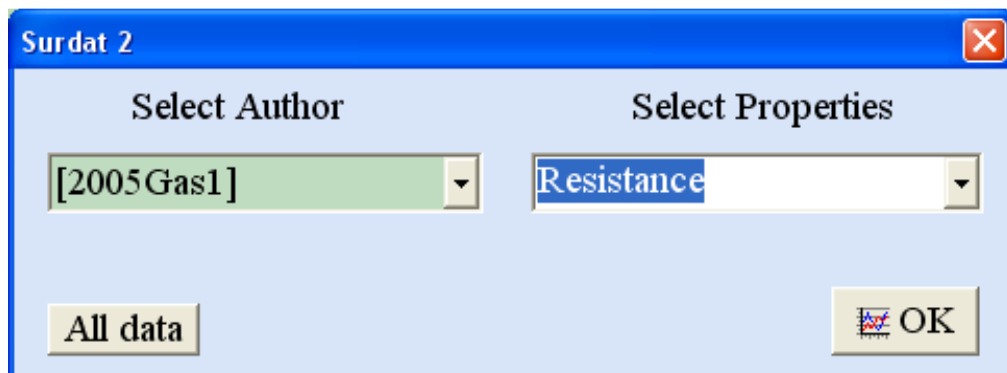 Surdat 2
Select Author Select Properties
[2005Gas1] Resistance
All data OK